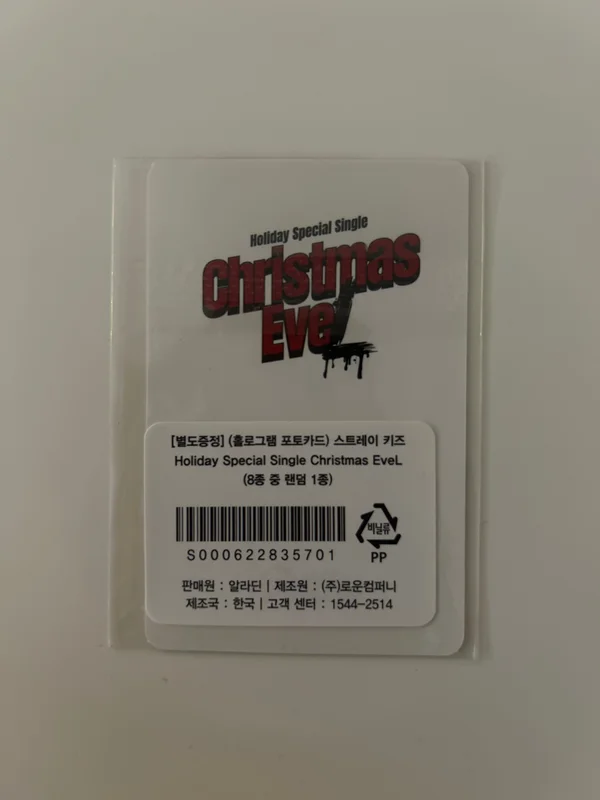 Holiday Special Single
Christmas
EveL
[별도증정] (홀로그램 포토카드) 스트레이 키즈
Holiday Special Single Christmas EveL
(8종 중 랜덤 1종)
비닐류
S000622835701
PP
판매원 : 알라딘 | 제조원 : (주)로운컴퍼니
제조국 : 한국 | 고객 센터 : 1544-2514